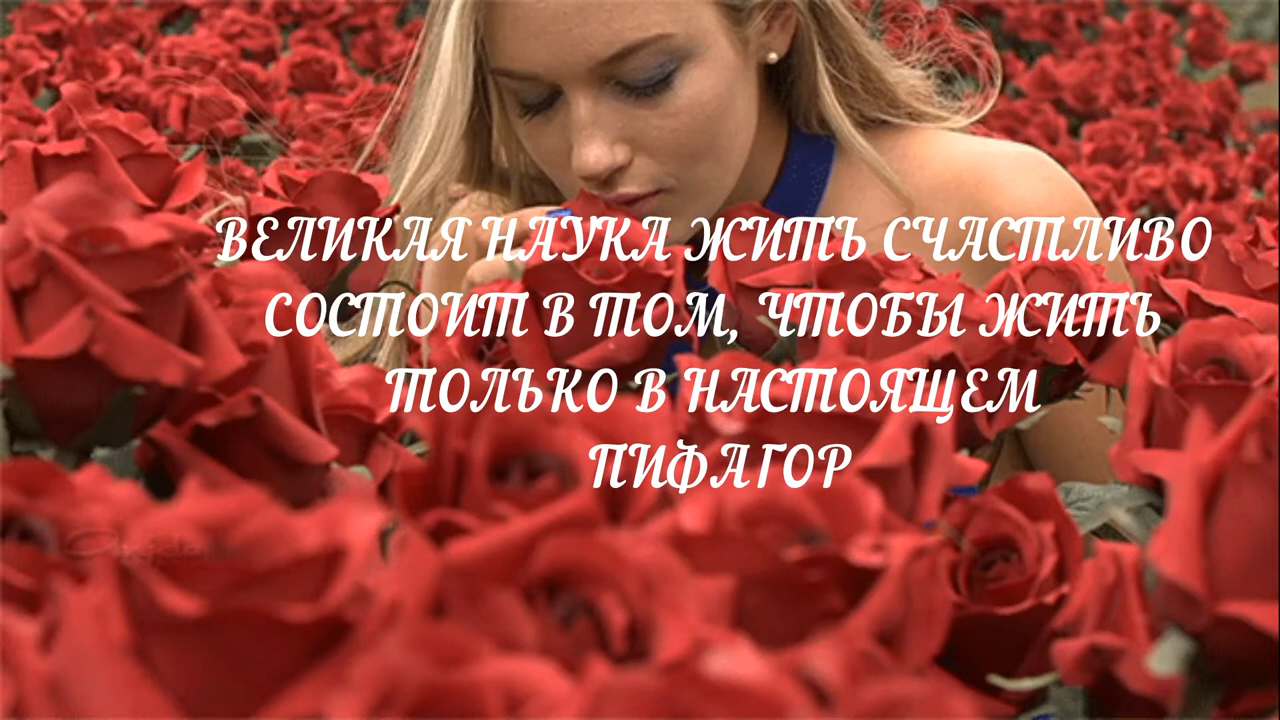 ВЕЛИКАЯ НАУКА ЖИТЬ СЧАСТЛИВО
СОСТОИТ В ТОМ, ЧТОБЫ ЖИТЬ
ТОЛЬКО В НАСТОЯЩЕМ
ПИФАГОР